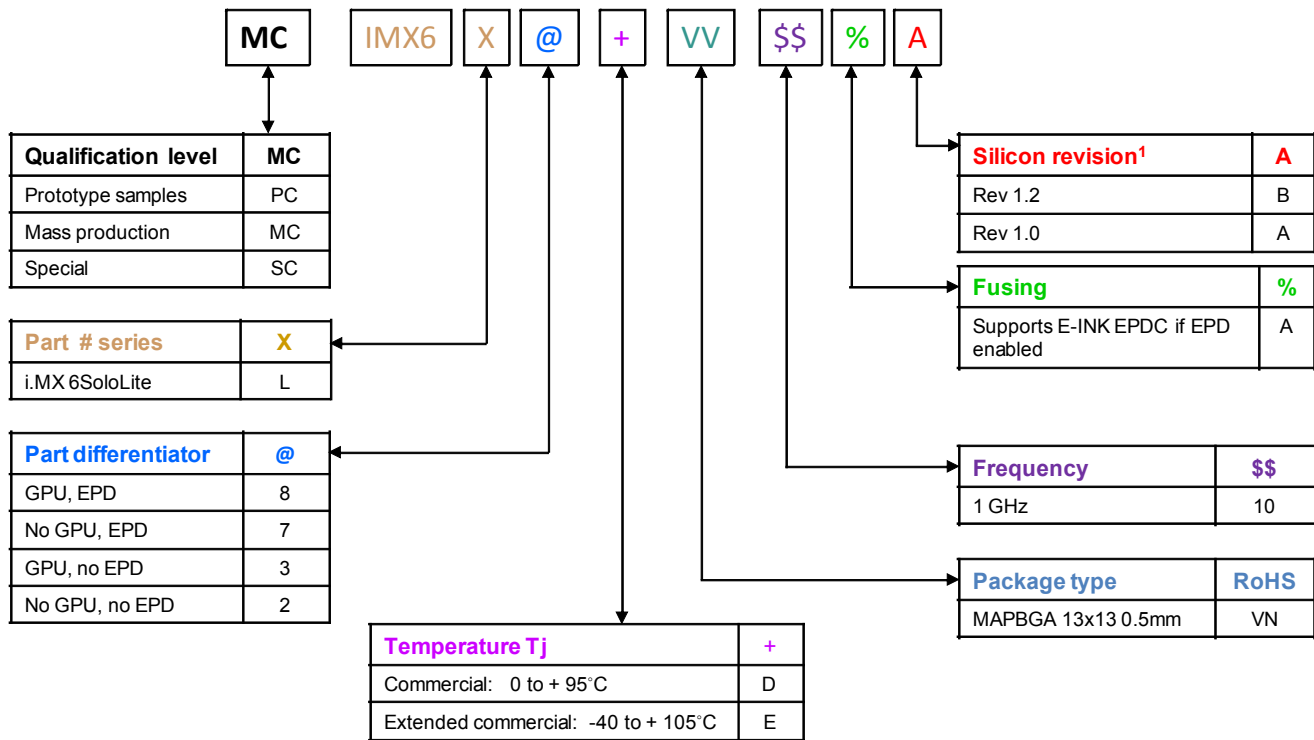 MC IMX6 X @ + VV $$ % A
Qualification level MC
Prototype samples PC
Mass production MC
Special SC
Part # series X
i.MX 6SoloLite L
Part differentiator @
GPU, EPD 8
No GPU, EPD 7
GPU, no EPD 3
No GPU, no EPD 2
Temperature Tj +
Commercial: 0 to + 95°C D
Extended commercial: -40 to + 105°C E
Silicon revision¹ A
Rev 1.2 B
Rev 1.0 A
Fusing %
Supports E-INK EPDC if EPD A
enabled
Frequency $$
1 GHz 10
Package type RoHS
MAPBGA 13x13 0.5mm VN